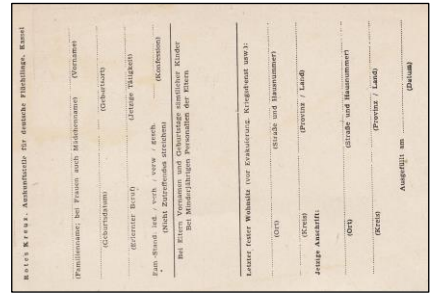 Rotes Kreuz, Auskunftstelle für deutsche Flüchtlinge, Kassel
(Familienname; bei Frauen auch Mädchenname) (Vorname)
(Geburtsdatum) (Geburtsort)
(Erlernter Beruf) (Jetzige Tätigkeit)
Fam.-Stand: led. / verh. / verw. / gesch. (Konfession)
(Nicht Zutreffendes streichen)
Bei Eltern Vornamen und Geburtstage sämtlicher Kinder
Bei Minderjährigen Personalien der Eltern
Letzter fester Wohnsitz (vor Evakuierung, Kriegsdienst usw.):
(Ort) (Straße und Hausnummer)
(Kreis) (Provinz / Land)
Jetzige Anschrift:
(Ort) (Straße und Hausnummer)
(Kreis) (Provinz / Land)
Ausgefüllt am
(Datum)